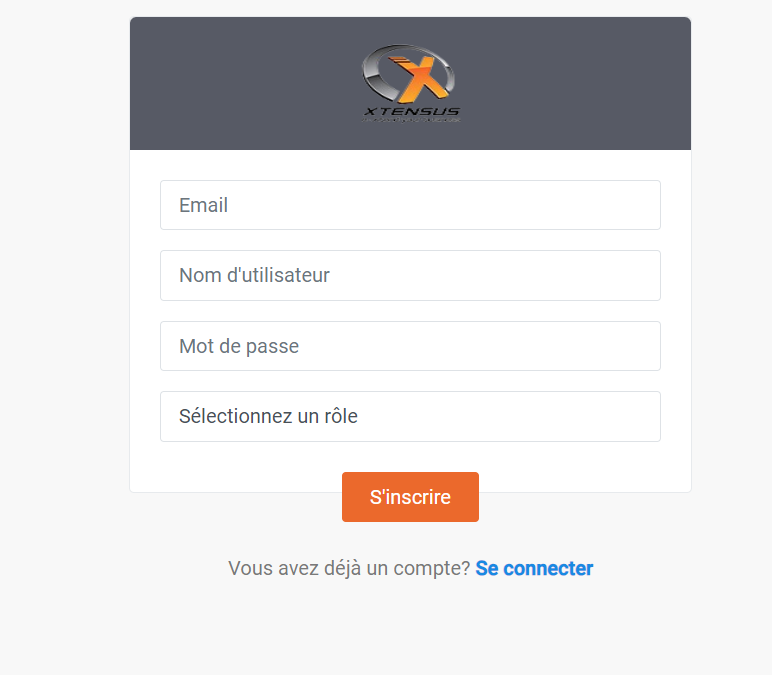 XTENSUS
Email
Nom d'utilisateur
Mot de passe
Sélectionnez un rôle
S'inscrire
Vous avez déjà un compte? Se connecter